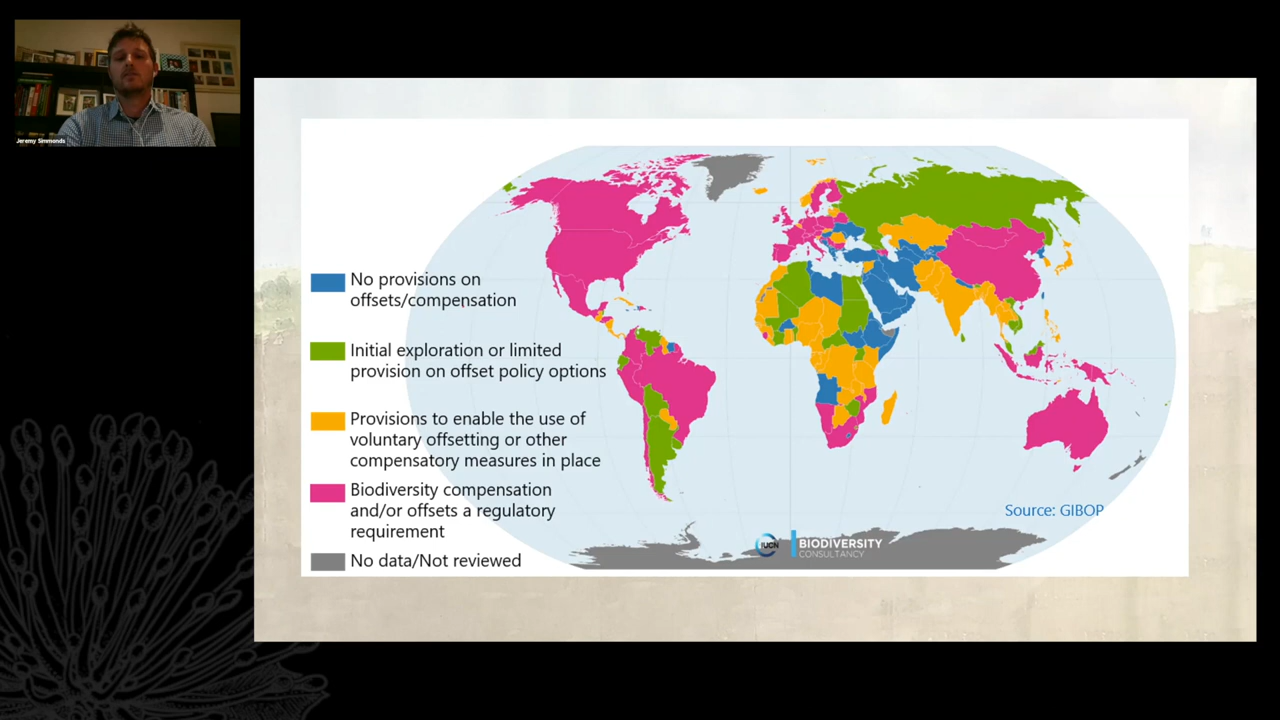 Jeremy Simmonds
No provisions on
offsets/compensation
Initial exploration or limited
provision on offset policy options
Provisions to enable the use of
voluntary offsetting or other
compensatory measures in place
Biodiversity compensation
and/or offsets a regulatory
requirement
No data/Not reviewed
Source: GIBOP
IUCN
BIODIVERSITY
CONSULTANCY